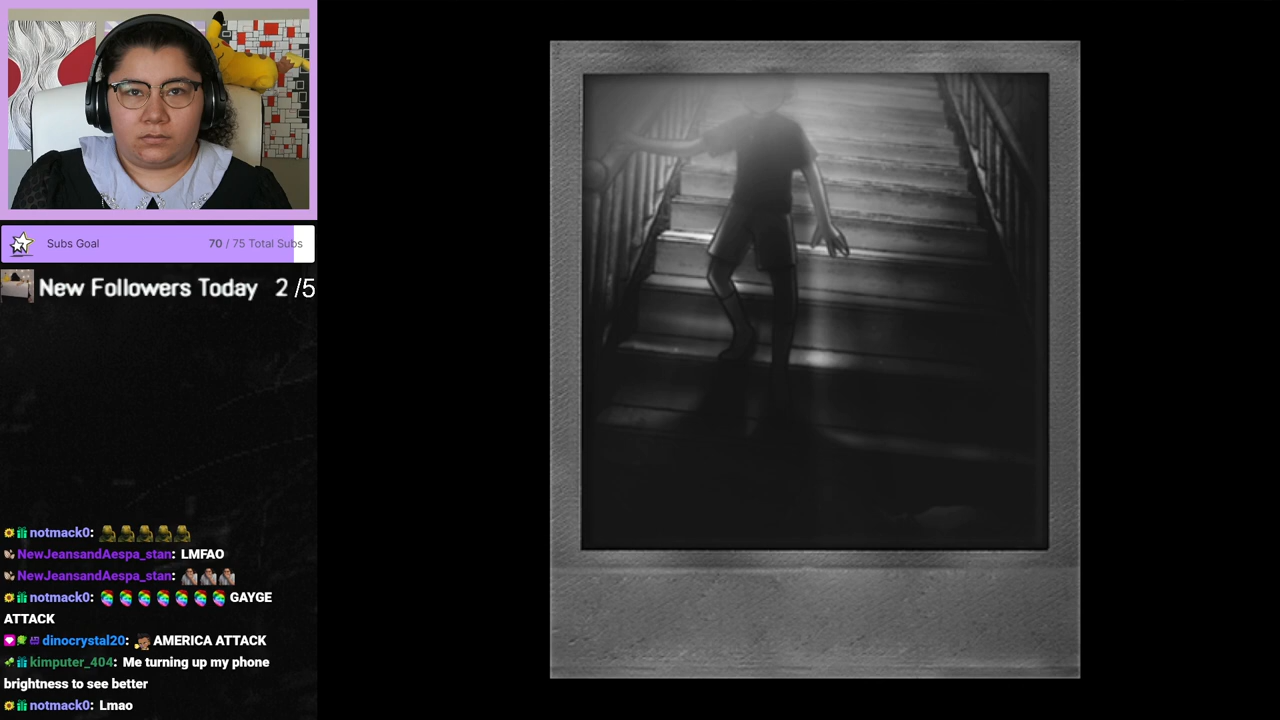 Subs Goal 70 / 75 Total Subs
New Followers Today 2 /5
notmack0:
NewJeansandAespa_stan: LMFAO
NewJeansandAespa_stan:
notmack0: GAYGE
ATTACK
dinocrystal20: AMERICA ATTACK
kimputer_404: Me turning up my phone
brightness to see better
notmack0: Lmao